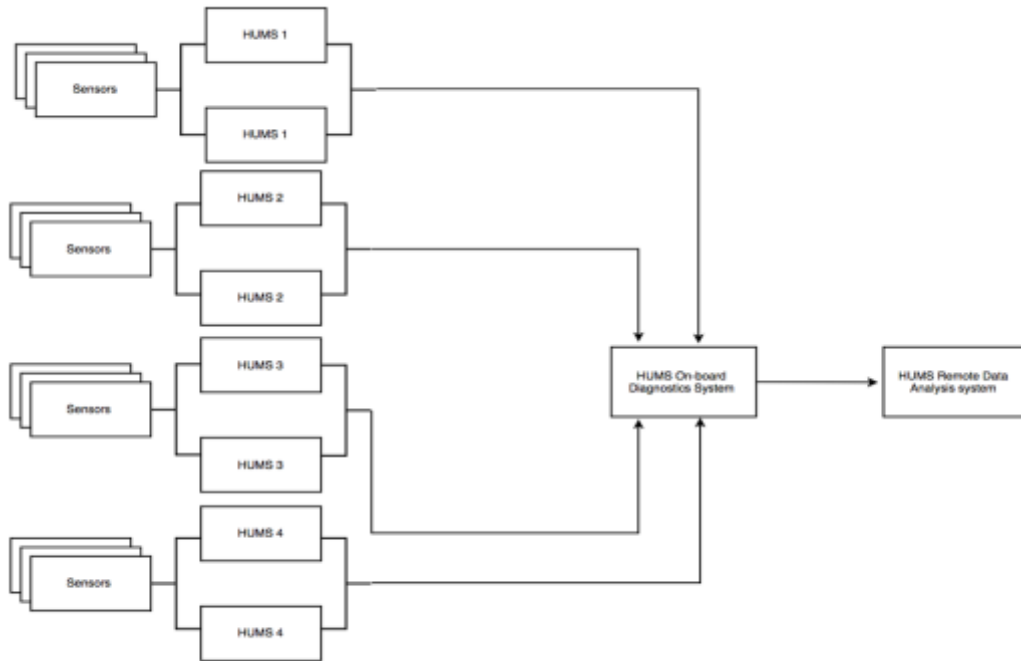 HUMS 1
Sensors
HUMS 1
HUMS 2
Sensors
HUMS 2
HUMS 3
Sensors
HUMS 3
HUMS On-board
Diagnostics System
HUMS Remote Data
Analysis system
HUMS 4
Sensors
HUMS 4